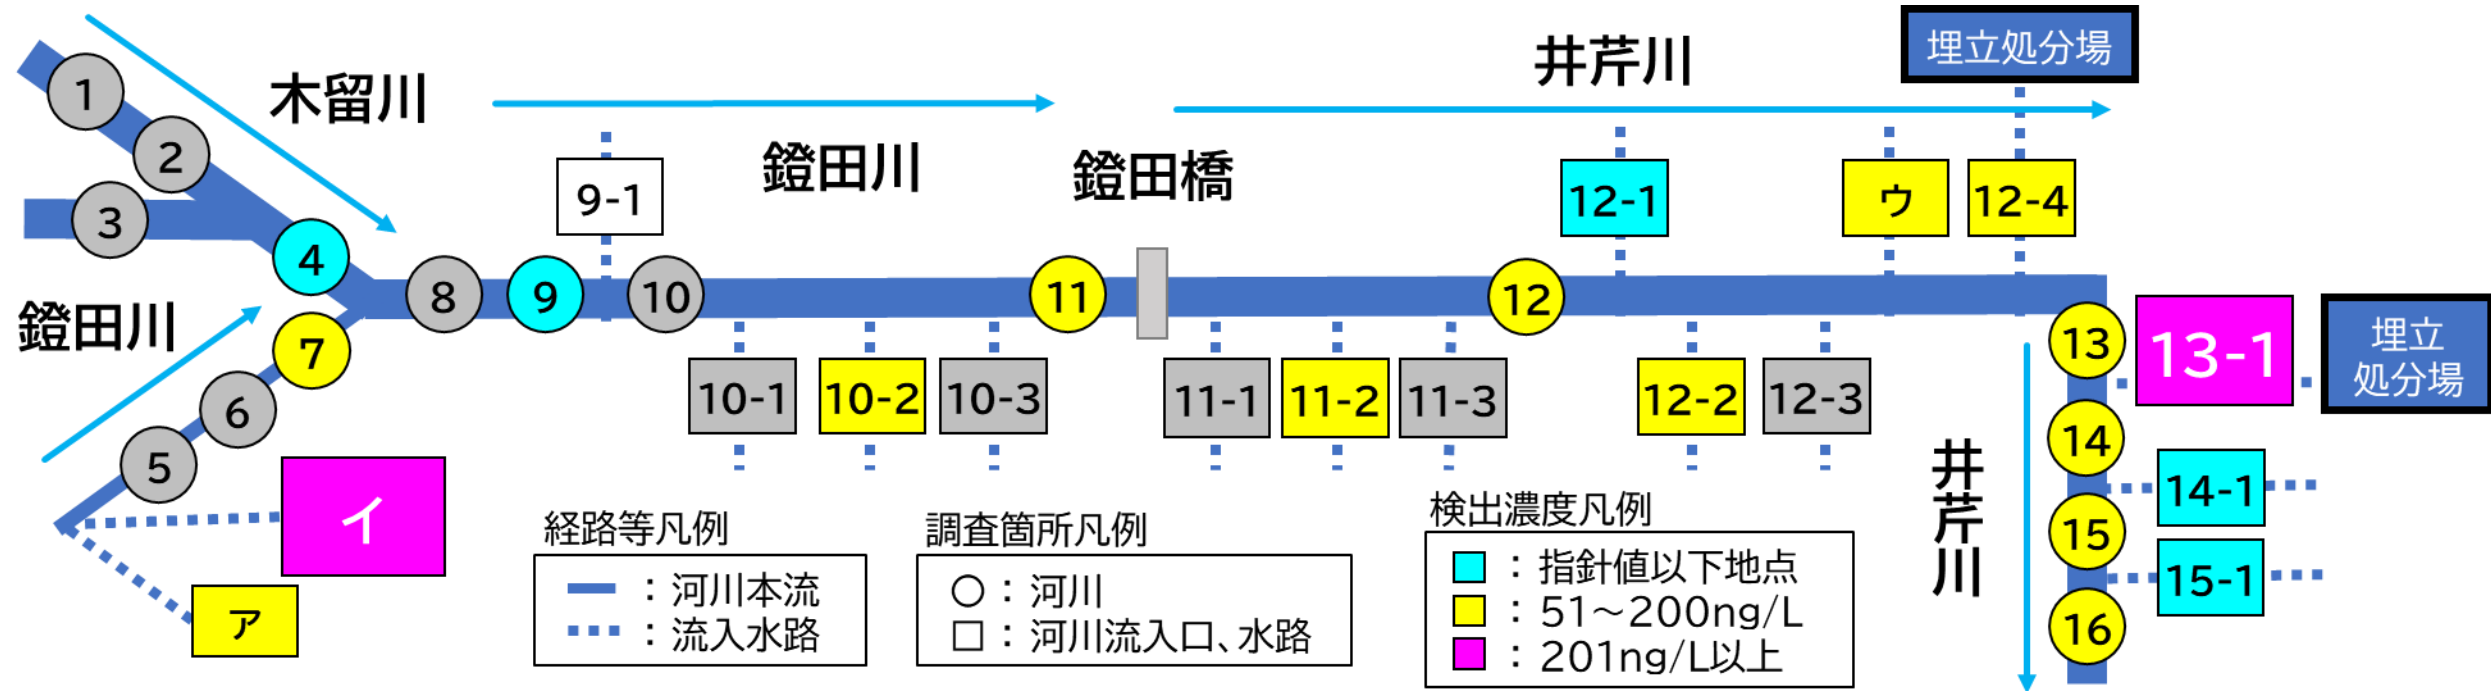 木留川
鐙田川
井芹川
埋立処分場
1
2
3
4
9-1
鐙田川
鐙田橋
12-1
ウ
12-4
7
6
5
8
9
10
11
12
13
13-1
埋立
処分場
10-1
10-2
10-3
11-1
11-2
11-3
12-2
12-3
14
14-1
15
15-1
16
井芹川
イ
ア
経路等凡例
:河川本流
:流入水路
調査箇所凡例
:河川
:河川流入口、水路
検出濃度凡例
:指針値以下地点
:51～200ng/L
:201ng/L以上